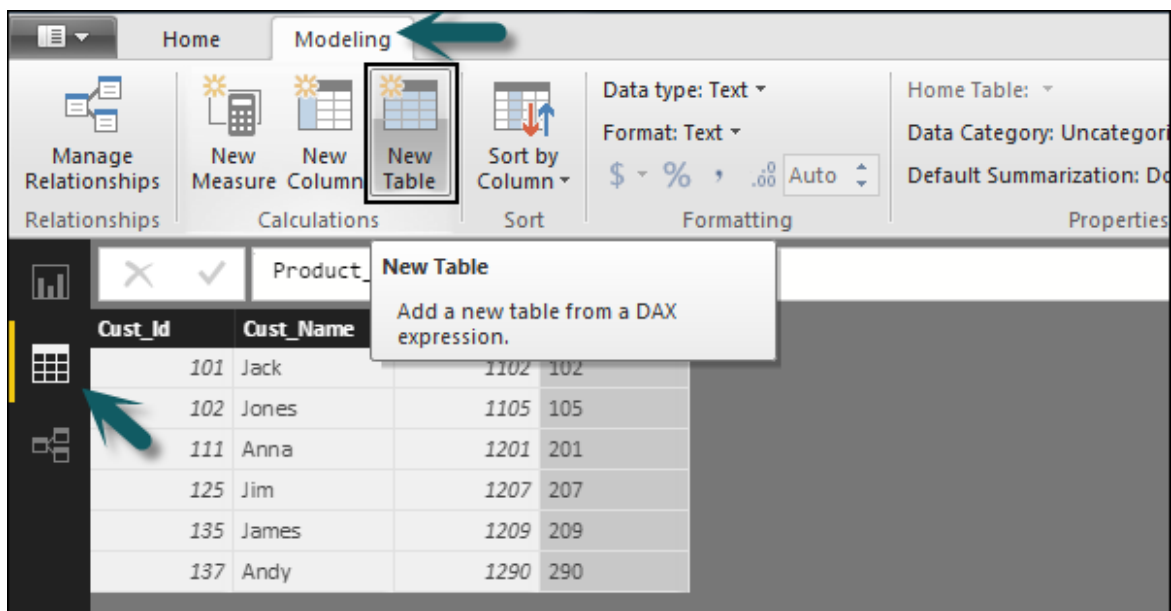 Home Modeling
Manage Relationships
New Measure
New Column
New Table
Sort by Column
Data type: Text
Format: Text
$ % , .00 Auto
Home Table:
Data Category: Uncategori
Default Summarization: Do
Relationships Calculations Sort Formatting Properties
Product_
New Table
Add a new table from a DAX
expression.
Cust_Id Cust_Name
101 Jack 1102 102
102 Jones 1105 105
111 Anna 1201 201
125 Jim 1207 207
135 James 1209 209
137 Andy 1290 290